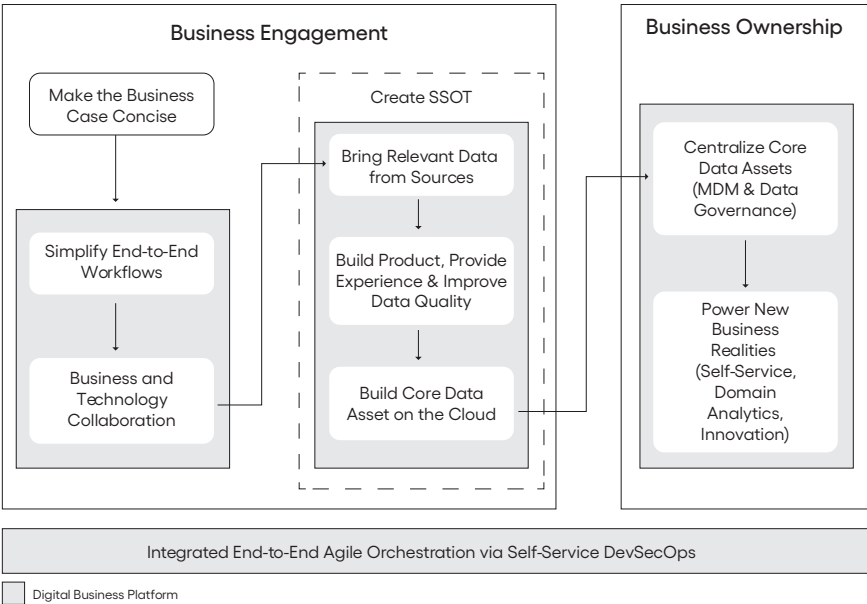 Business Engagement
Make the Business
Case Concise
Simplify End-to-End
Workflows
Business and
Technology
Collaboration
Create SSOT
Bring Relevant Data
from Sources
Build Product, Provide
Experience & Improve
Data Quality
Build Core Data
Asset on the Cloud
Business Ownership
Centralize Core
Data Assets
(MDM & Data
Governance)
Power New
Business
Realities
(Self-Service,
Domain
Analytics,
Innovation)
Integrated End-to-End Agile Orchestration via Self-Service DevSecOps
Digital Business Platform